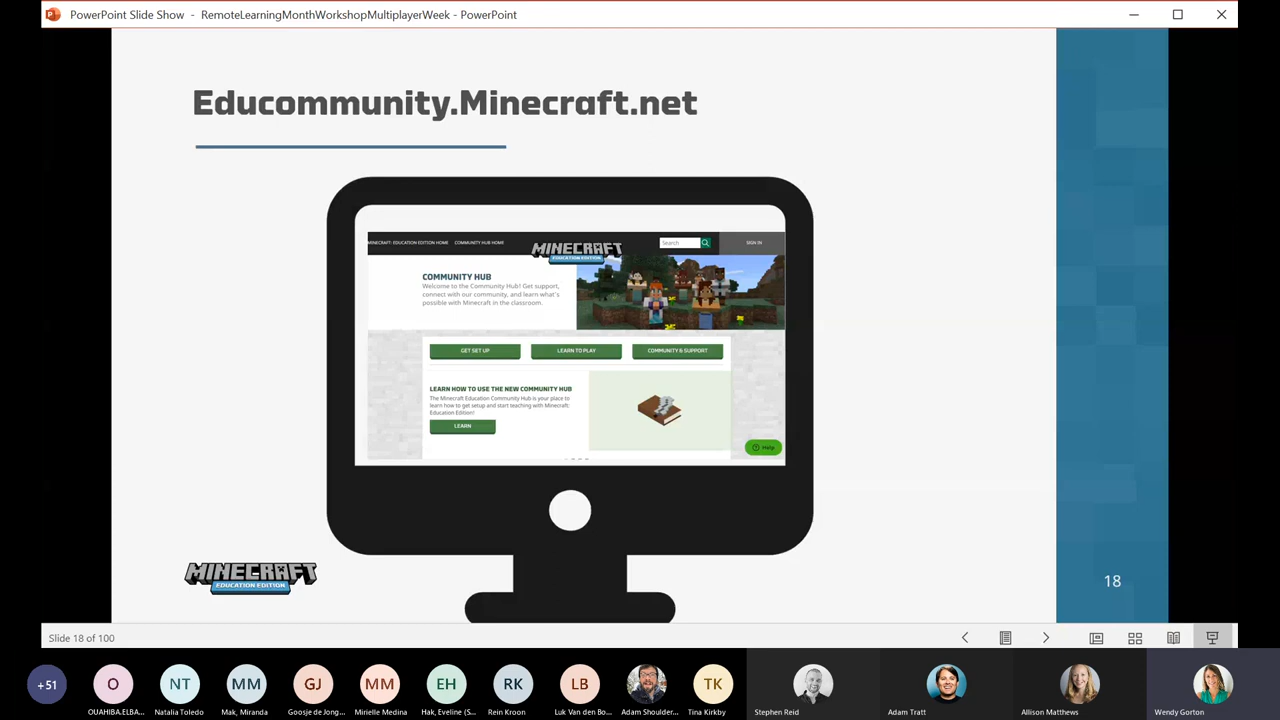 PowerPoint Slide Show - RemoteLearningMonthWorkshopMultiplayerWeek - PowerPoint
Educommunity.Minecraft.net
MINECRAFT: EDUCATION EDITION HOME COMMUNITY HUB HOME
MINECRAFT
EDUCATION EDITION
Search
SIGN IN
COMMUNITY HUB
Welcome to the Community Hub! Get support,
connect with our community, and learn what's
possible with Minecraft in the classroom.
GET SET UP
LEARN TO PLAY
COMMUNITY & SUPPORT
LEARN HOW TO USE THE NEW COMMUNITY HUB
The Minecraft Education Community Hub is your place to
learn how to get setup and start teaching with Minecraft:
Education Edition!
LEARN
Help
MINECRAFT
EDUCATION EDITION
18
Slide 18 of 100
+51
O
NT
MM
GJ
MM
EH
RK
LB
TK
OUAHIBA.ELBA...
Natalia Toledo
Mak, Miranda
Goosje de Jong...
Mirielle Medina
Hak, Eveline (S...
Rein Kroon
Luk Van den Bo...
Adam Shoulder...
Tina Kirkby
Stephen Reid
Adam Tratt
Allison Matthews
Wendy Gorton